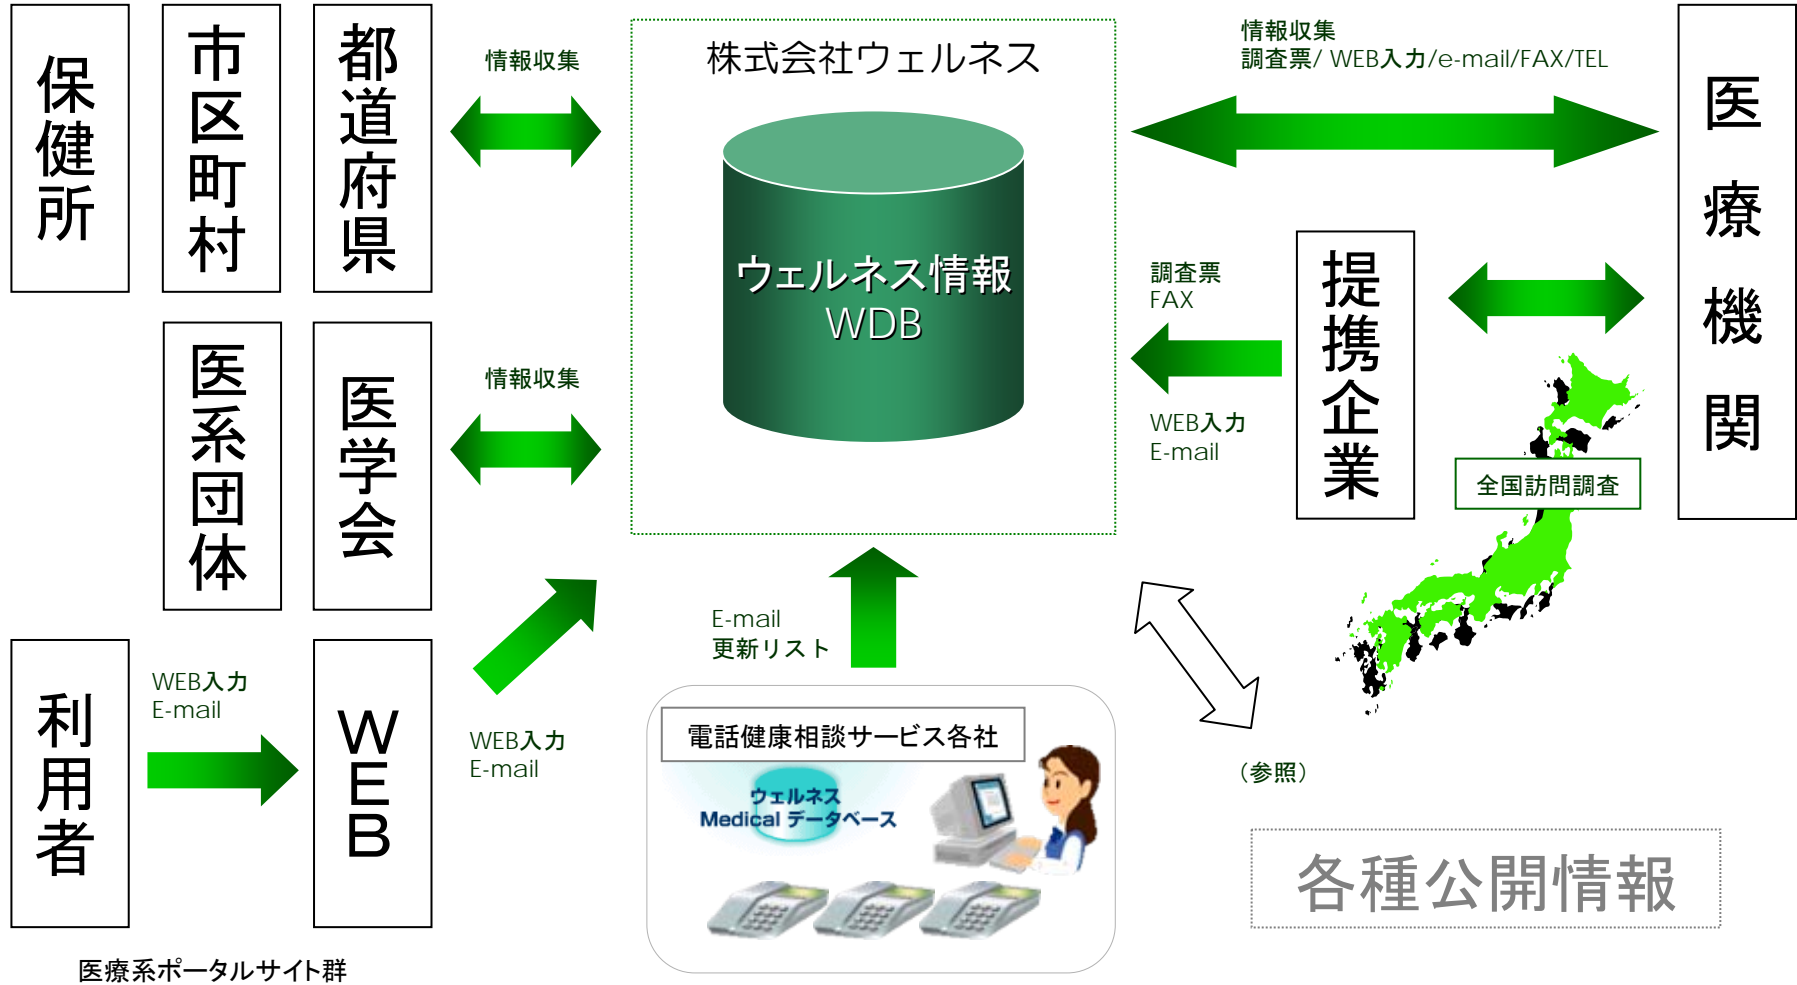 保健所
市区町村
都道府県
情報収集
株式会社ウェルネス
ウェルネス情報
WDB
情報収集
調査票/ WEB入力/e-mail/FAX/TEL
医療機関
医系団体
医学会
情報収集
調査票
FAX
WEB入力
E-mail
提携企業
全国訪問調査
利用者
WEB入力
E-mail
WEB
WEB入力
E-mail
E-mail
更新リスト
電話健康相談サービス各社
ウェルネス
Medical データベース
（参照）
各種公開情報
医療系ポータルサイト群